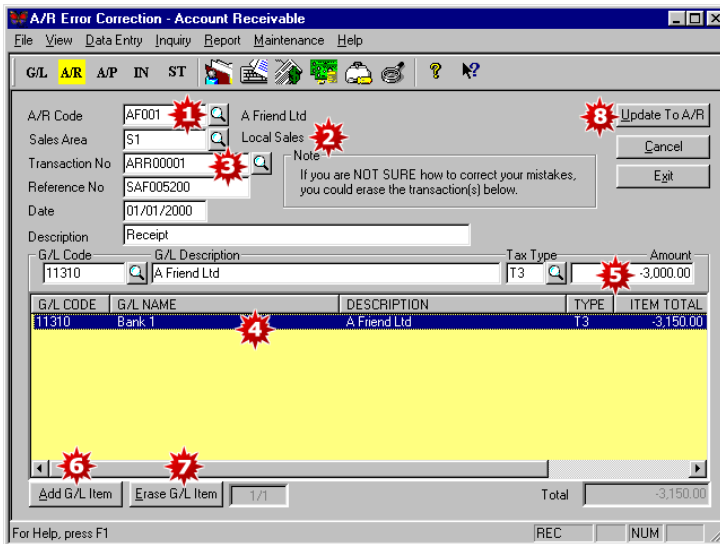 A/R Error Correction - Account Receivable
File View Data Entry Inquiry Report Maintenance Help
G/L A/R A/P IN ST ? ?
A/R Code AF001 1 A Friend Ltd 8 Update To A/R
Sales Area S1 Local Sales 2 Cancel
Transaction No ARR00001 3 Note Exit
Reference No SAF005200 If you are NOT SURE how to correct your mistakes,
you could erase the transaction(s) below.
Date 01/01/2000
Description Receipt
G/L Code G/L Description Tax Type Amount
11310 A Friend Ltd T3 5 -3,000.00
G/L CODE G/L NAME DESCRIPTION TYPE ITEM TOTAL
11310 Bank 1 4 A Friend Ltd T3 -3,150.00
6 7
Add G/L Item Erase G/L Item 1/1 Total -3,150.00
For Help, press F1 REC NUM